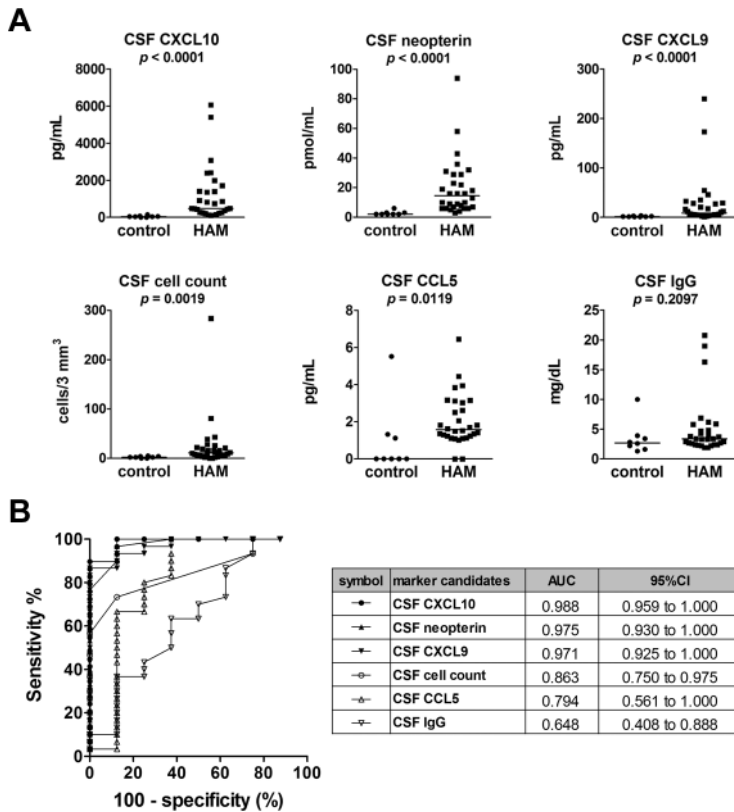 A
CSF CXCL10
p < 0.0001
pg/mL
8000
6000
4000
2000
0
control HAM
CSF neopterin
p < 0.0001
pmol/mL
100
80
60
40
20
0
control HAM
CSF CXCL9
p < 0.0001
pg/mL
300
200
100
0
control HAM
CSF cell count
p = 0.0019
cells/3 mm³
300
200
100
0
control HAM
CSF CCL5
p = 0.0119
pg/mL
8
6
4
2
0
control HAM
CSF IgG
p = 0.2097
mg/dL
25
20
15
10
5
0
control HAM
B
Sensitivity %
100
80
60
40
20
0
0 20 40 60 80 100
100 - specificity (%)
symbol marker candidates AUC 95%CI
CSF CXCL10 0.988 0.959 to 1.000
CSF neopterin 0.975 0.930 to 1.000
CSF CXCL9 0.971 0.925 to 1.000
CSF cell count 0.863 0.750 to 0.975
CSF CCL5 0.794 0.561 to 1.000
CSF IgG 0.648 0.408 to 0.888